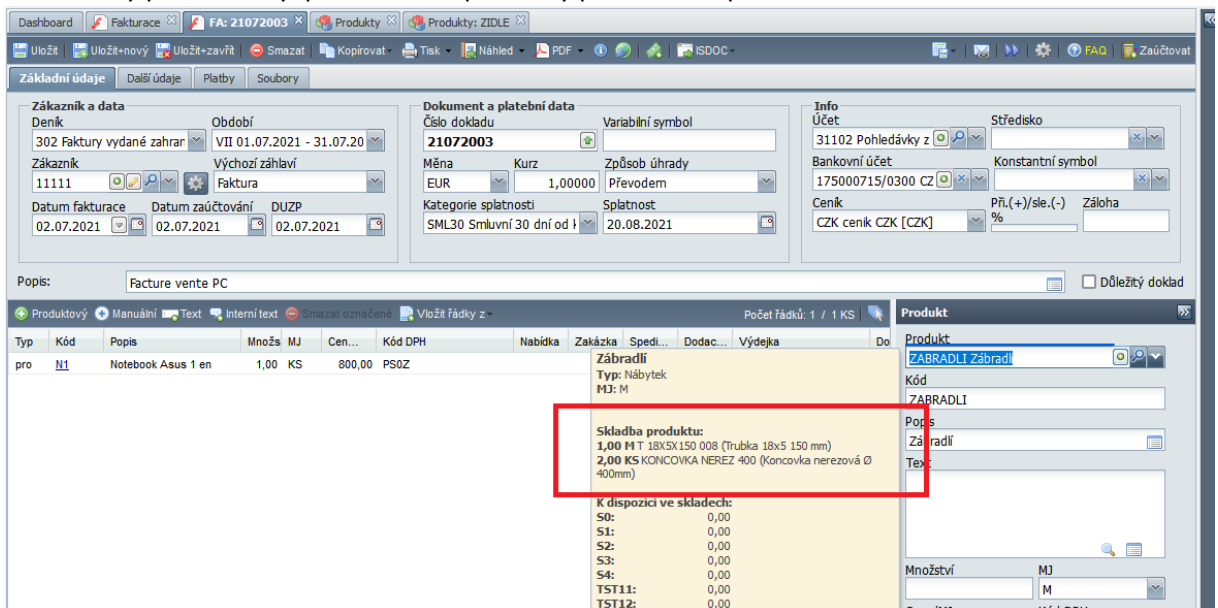 Dashboard Fakturace FA: 21072003 Produkty Produkty: ZIDLE
Uložit Uložit+nový Uložit+zavřít Smazat Kopírovat Tisk Náhled PDF ISDOC FAQ Zaúčtovat
Základní údaje Další údaje Platby Soubory
Zákazník a data Dokument a platební data Info
Deník Období Číslo dokladu Variabilní symbol Účet Středisko
302 Faktury vydané zahran VII 01.07.2021 - 31.07.20 21072003 31102 Pohledávky z
Zákazník Výchozí záhlaví Měna Kurz Způsob úhrady Bankovní účet Konstantní symbol
11111 Faktura EUR 1,00000 Převodem 175000715/0300 CZ
Datum fakturace Datum zaúčtování DUZP Kategorie splatnosti Splatnost Ceník Při.(+)/sle.(-) % Záloha
02.07.2021 02.07.2021 02.07.2021 SML30 Smluvní 30 dní od 20.08.2021 CZK cenik CZK [CZK]
Popis: Facture vente PC Důležitý doklad
Produktový Manuální Text Interní text Smazat označené Vložit řádky z Počet řádků: 1 / 1 KS Produkt
Typ Kód Popis Množs MJ Cen... Kód DPH Nabídka Zakázka Spedi... Dodac... Výdejka Do
pro N1 Notebook Asus 1 en 1,00 KS 800,00 PS0Z
Zábradlí
Typ: Nábytek
MJ: M
Skladba produktu:
1,00 M T 18X5X150 008 (Trubka 18x5 150 mm)
2,00 KS KONCOVKA NEREZ 400 (Koncovka nerezová Ø
400mm)
K dispozici ve skladech:
S0: 0,00
S1: 0,00
S2: 0,00
S3: 0,00
S4: 0,00
TST11: 0,00
TST12: 0,00
Produkt
ZABRADLI Zábradlí
Kód
ZABRADLI
Popis
Zábradlí
Text
Množství MJ
M